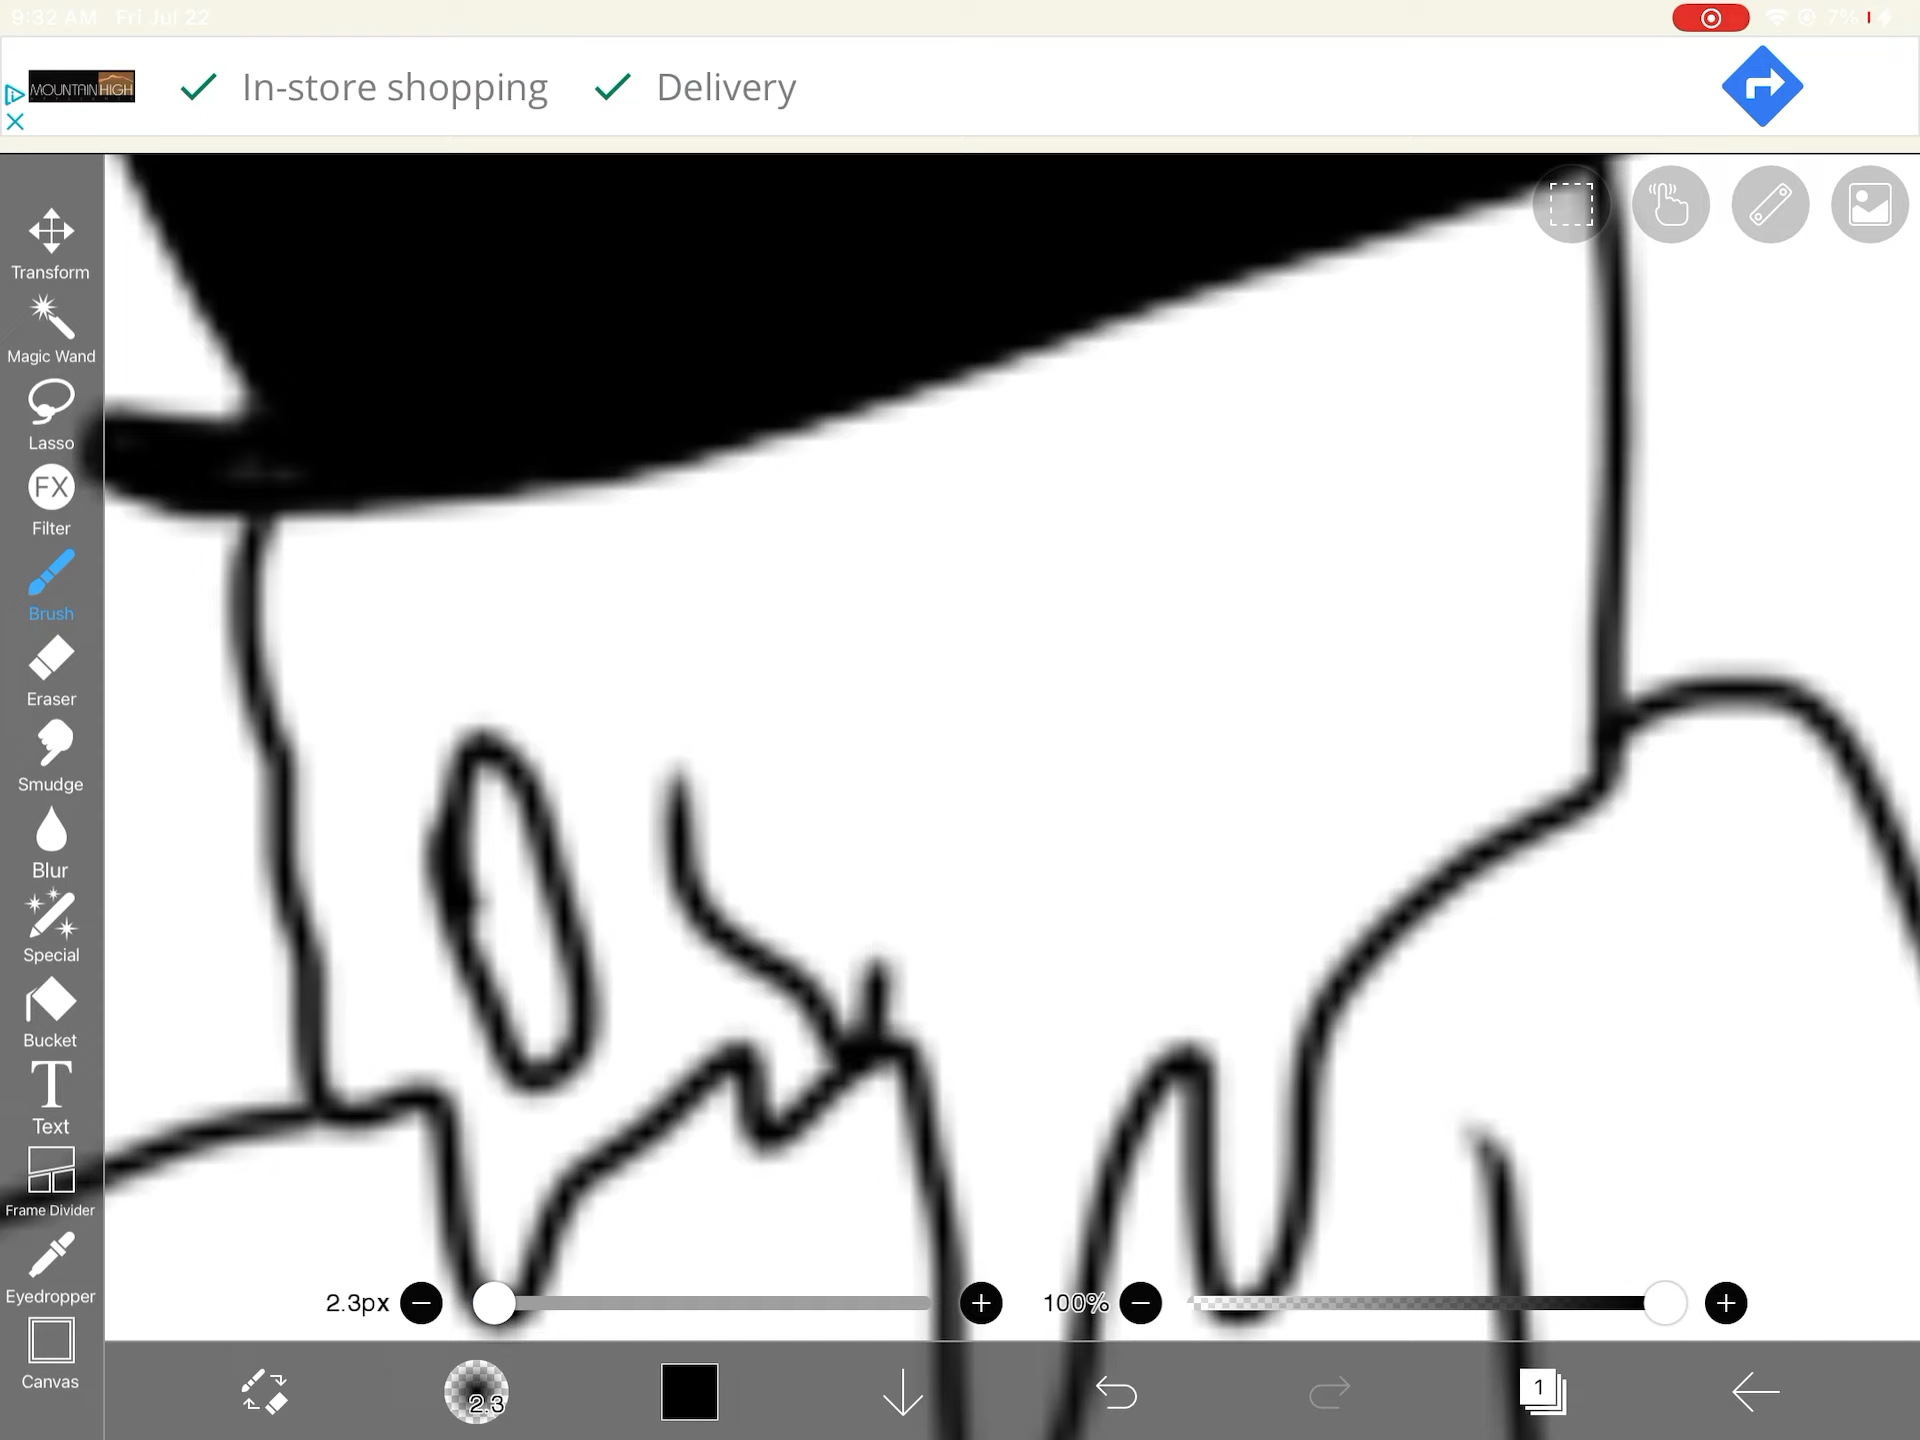 9:32 AM Fri Jul 22
7%
MOUNTAIN HIGH
In-store shopping
Delivery
Transform
Magic Wand
Lasso
FX
Filter
Brush
Eraser
Smudge
Blur
Special
Bucket
T
Text
Frame Divider
Eyedropper
Canvas
2.3px
100%
2.3
1